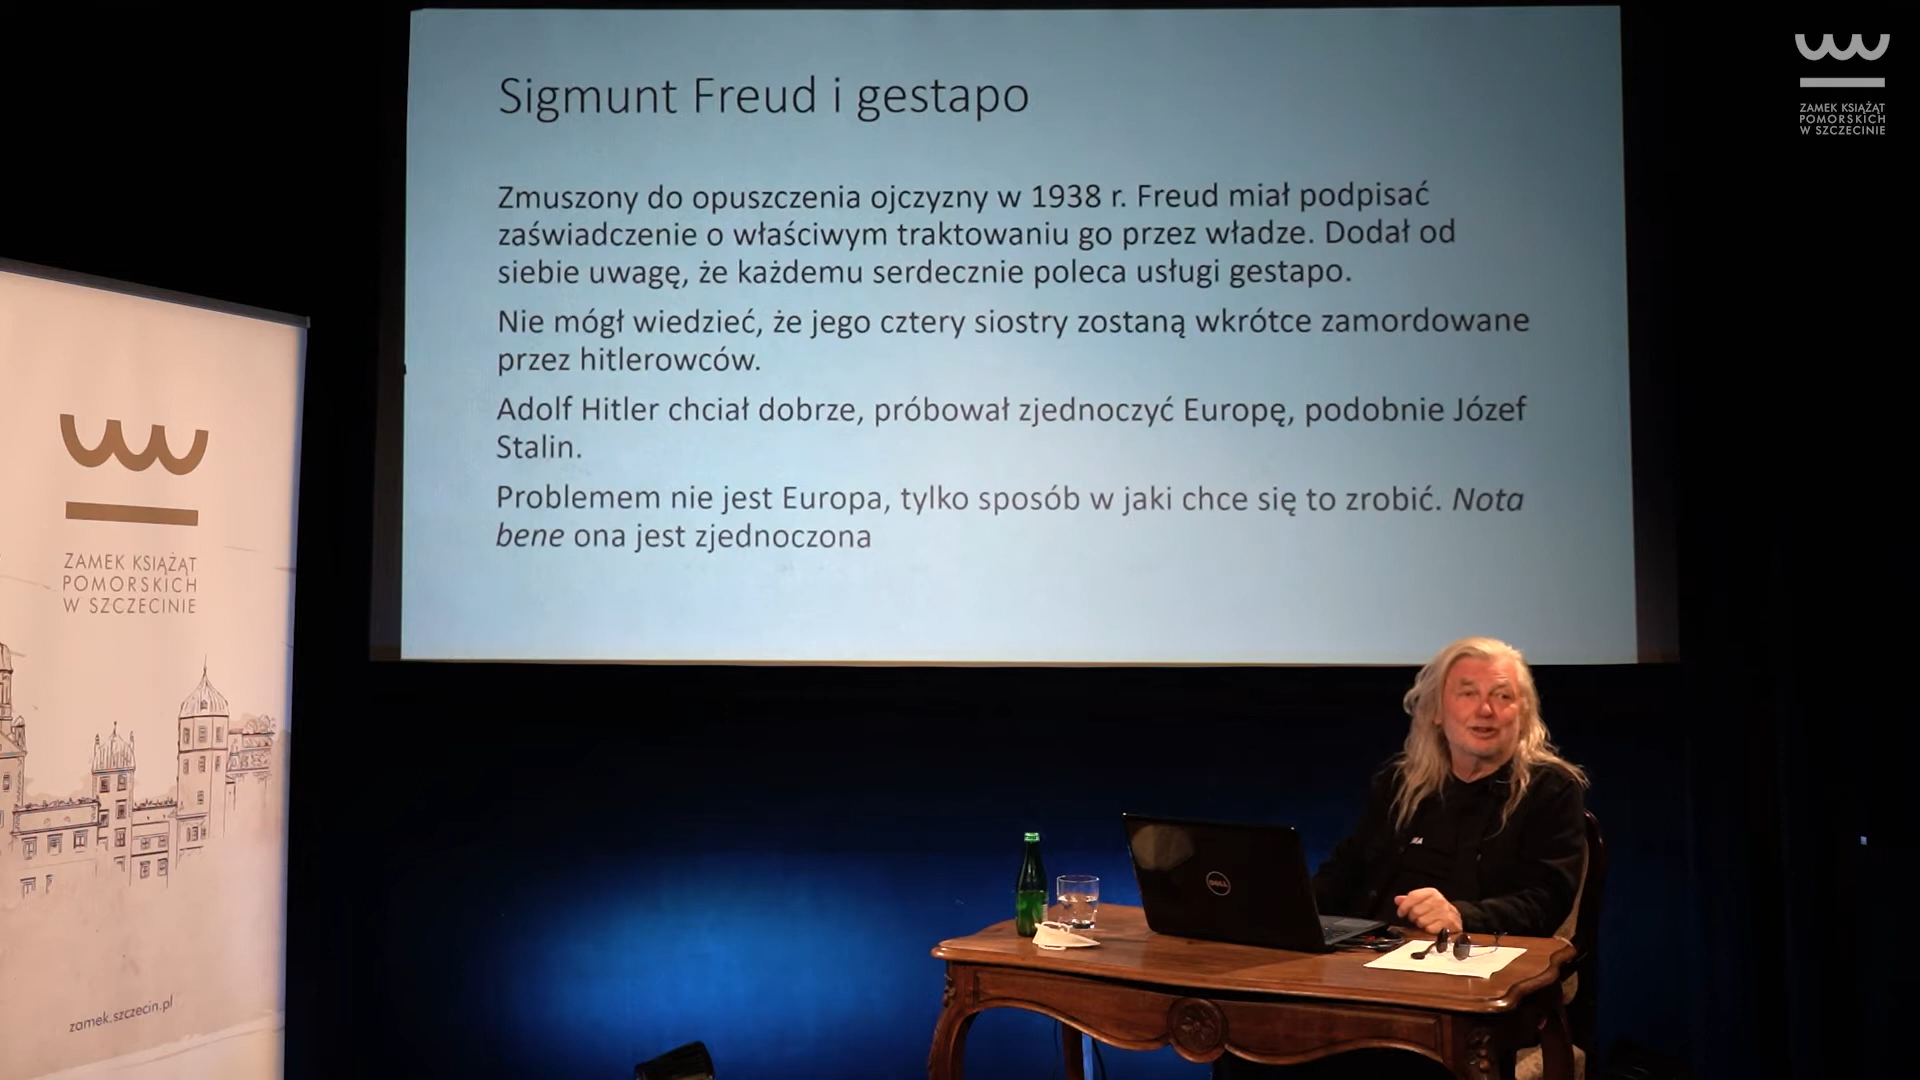 Sigmunt Freud i gestapo
Zmuszony do opuszczenia ojczyzny w 1938 r. Freud miał podpisać
zaświadczenie o właściwym traktowaniu go przez władze. Dodał od
siebie uwagę, że każdemu serdecznie poleca usługi gestapo.
Nie mógł wiedzieć, że jego cztery siostry zostaną wkrótce zamordowane
przez hitlerowców.
Adolf Hitler chciał dobrze, próbował zjednoczyć Europę, podobnie Józef
Stalin.
Problemem nie jest Europa, tylko sposób w jaki chce się to zrobić. Nota
bene ona jest zjednoczona
ZAMEK KSIĄŻĄT
POMORSKICH
W SZCZECINIE
ZAMEK KSIĄŻĄT
POMORSKICH
W SZCZECINIE
zamek.szczecin.pl
DELL